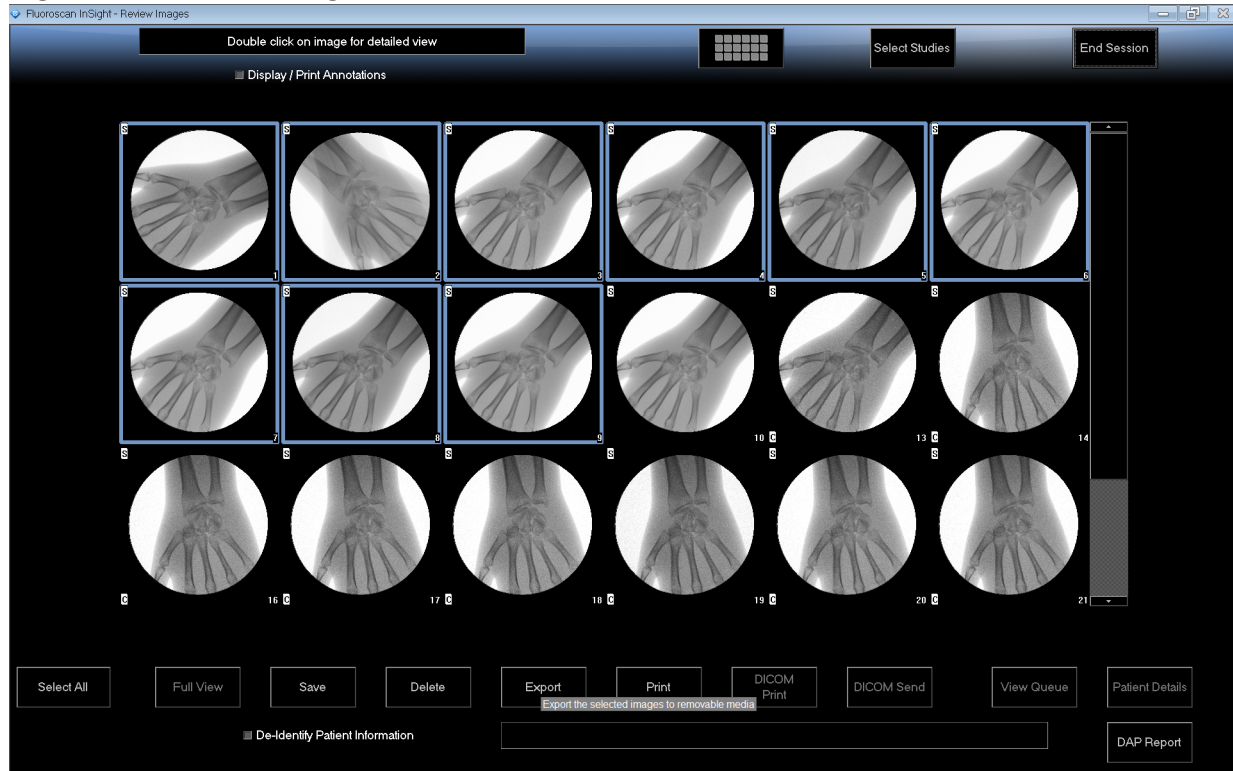 Fluoroscan InSight - Review Images
Double click on image for detailed view
Select Studies
End Session
Display / Print Annotations
S S S S S S
1 2 3 4 5 6
S S S S S S
7 8 9 10 13 14
C C
S S S S S S
C C C C C C
16 17 18 19 20 21
Select All
Full View
Save
Delete
Export
Print
DICOM
Print
DICOM Send
View Queue
Patient Details
Export the selected images to removable media
De-Identify Patient Information
DAP Report